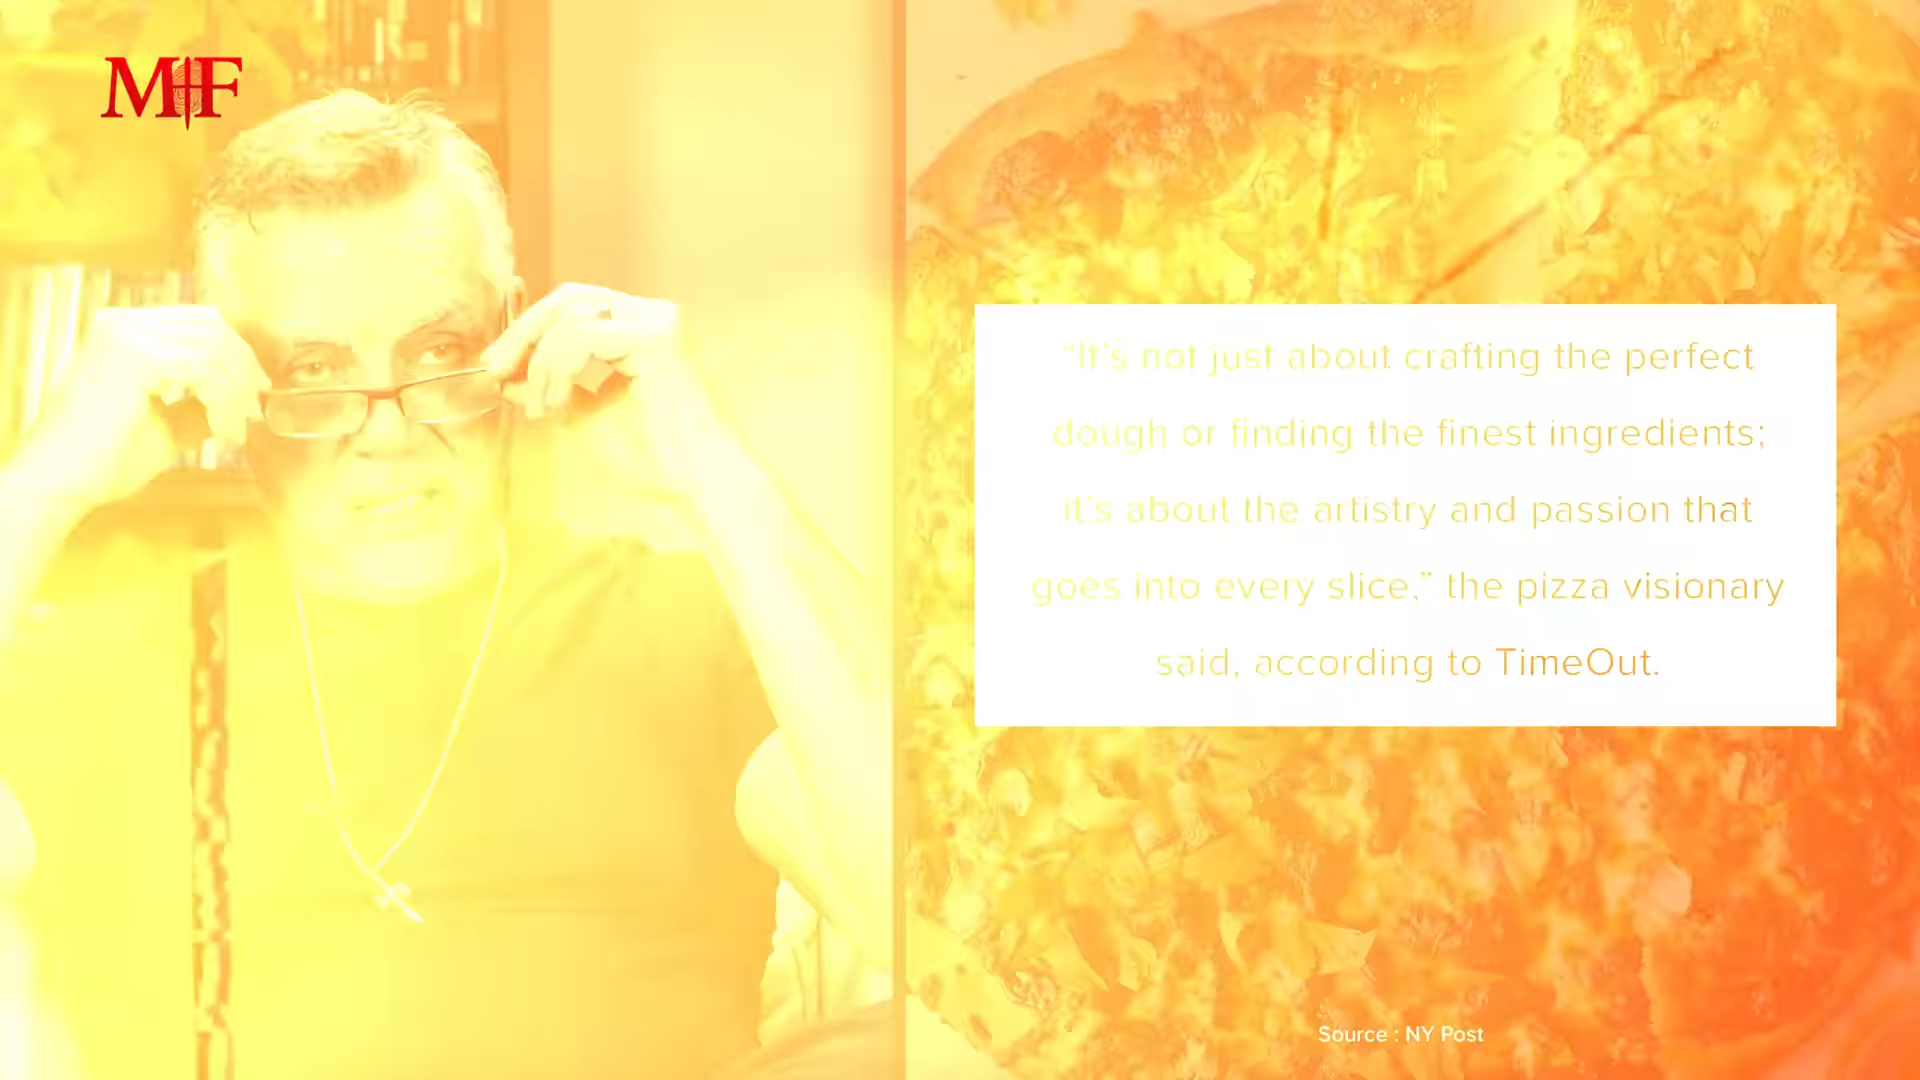 MF
“It’s not just about crafting the perfect
dough or finding the finest ingredients;
it’s about the artistry and passion that
goes into every slice,” the pizza visionary
said, according to TimeOut.
Source : NY Post